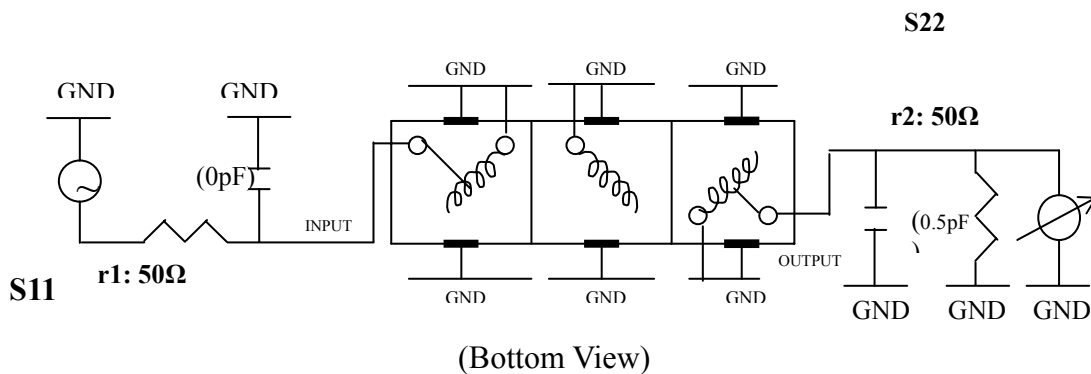 S22
GND
GND
GND
GND
GND
r2: 50Ω
(0pF)
INPUT
(0.5pF
)
OUTPUT
r1: 50Ω
S11
GND
GND
GND
GND
GND
GND
(Bottom View)